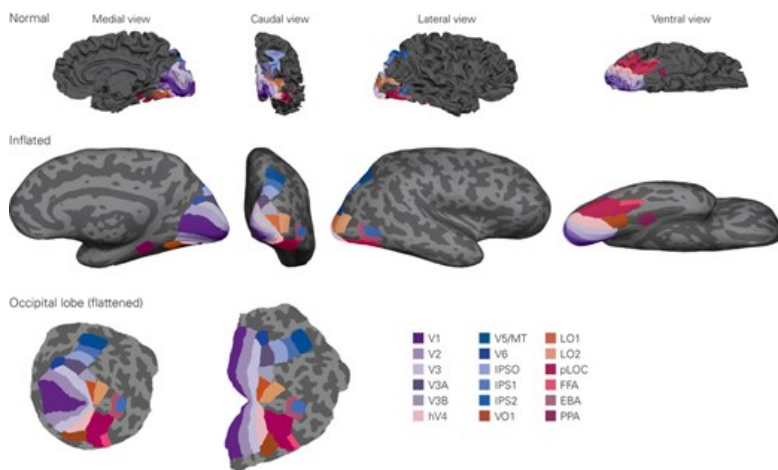 Normal
Medial view
Caudal view
Lateral view
Ventral view
Inflated
Occipital lobe (flattened)
V1
V2
V3
V3A
V3B
hV4
V5/MT
V6
IPS0
IPS1
IPS2
VO1
LO1
LO2
pLOC
FFA
EBA
PPA